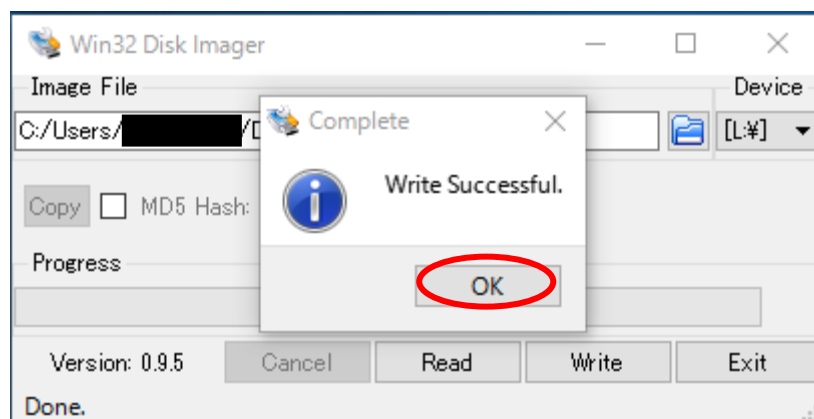 Win32 Disk Imager
Image File
Device
C:/Users/
/D
[L:¥]
Complete
Write Successful.
OK
Copy
MD5 Hash:
Progress
Version: 0.9.5
Cancel
Read
Write
Exit
Done.